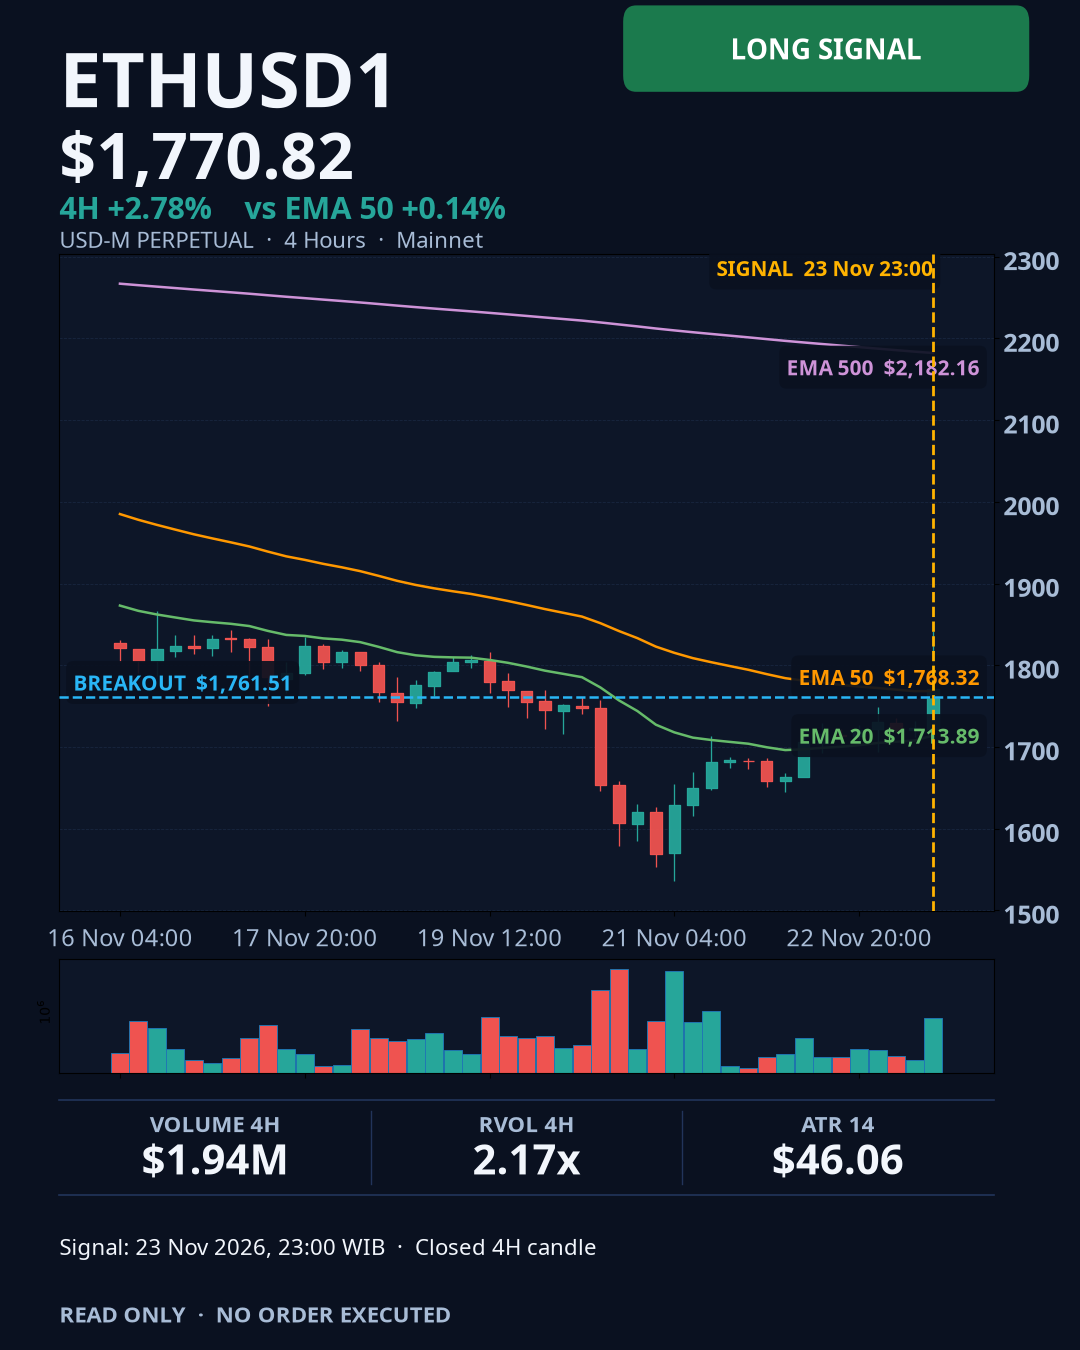 LONG SIGNAL
ETHUSD1
$1,770.82
4H +2.78% vs EMA 50 +0.14%
USD-M PERPETUAL · 4 Hours · Mainnet
SIGNAL 23 Nov 23:00
2300
2200
EMA 500 $2,182.16
2100
2000
1900
1800
EMA 50 $1,768.32
BREAKOUT $1,761.51
EMA 20 $1,713.89
1700
1600
1500
16 Nov 04:00 17 Nov 20:00 19 Nov 12:00 21 Nov 04:00 22 Nov 20:00
10⁶
VOLUME 4H RVOL 4H ATR 14
$1.94M 2.17x $46.06
Signal: 23 Nov 2026, 23:00 WIB · Closed 4H candle
READ ONLY · NO ORDER EXECUTED